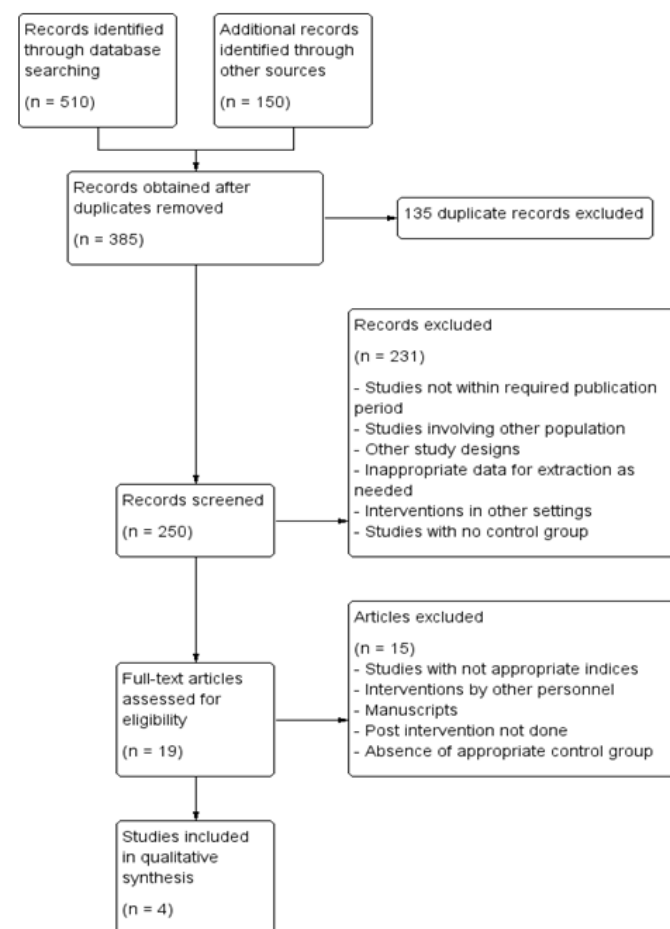 Records identified
through database
searching
(n = 510)
Additional records
identified through
other sources
(n = 150)
Records obtained after
duplicates removed
(n = 385)
135 duplicate records excluded
Records excluded
(n = 231)
- Studies not within required publication
period
- Studies involving other population
- Other study designs
- Inappropriate data for extraction as
needed
- Interventions in other settings
- Studies with no control group
Records screened
(n = 250)
Articles excluded
(n = 15)
- Studies with not appropriate indices
- Interventions by other personnel
- Manuscripts
- Post intervention not done
- Absence of appropriate control group
Full-text articles
assessed for
eligibility
(n = 19)
Studies included
in qualitative
synthesis
(n = 4)